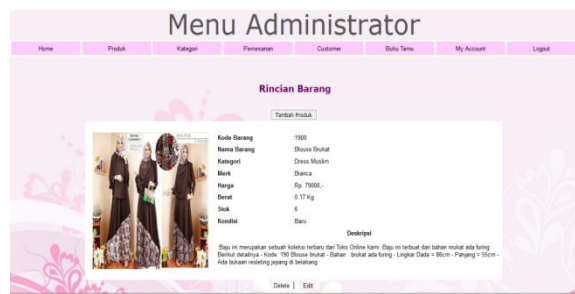 Menu Administrator
Home Produk Kategori Pemesanan Customer Buku Tamu My Account Logout
Rincian Barang
Tambah Produk
Kode Barang :1900
Nama Barang :Blouse Brukat
Kategori :Dress Muslim
Merk :Bianca
Harga :Rp. 79000,-
Berat :0.17 Kg
Stok :6
Kondisi :Baru
Deskripsi
:Baju ini merupakan sebuah koleksi terbaru dari Toko Online kami. Baju ini terbuat dari bahan mukat ada furing
Berikut detailnya - Kode: 190 Blouse brukat - Bahan : brukat ada furing - Lingkar Dada = 86cm - Panjang = 55cm -
Ada bukaan resleting jepang di belakang
Delete | Edit